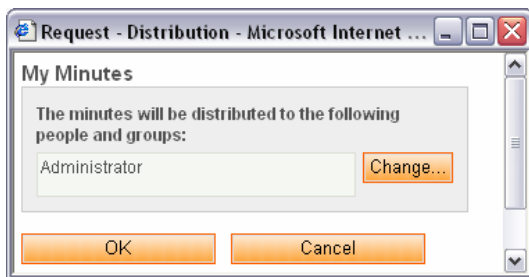 Request - Distribution - Microsoft Internet ...
My Minutes
The minutes will be distributed to the following
people and groups:
Administrator
Change...
OK
Cancel